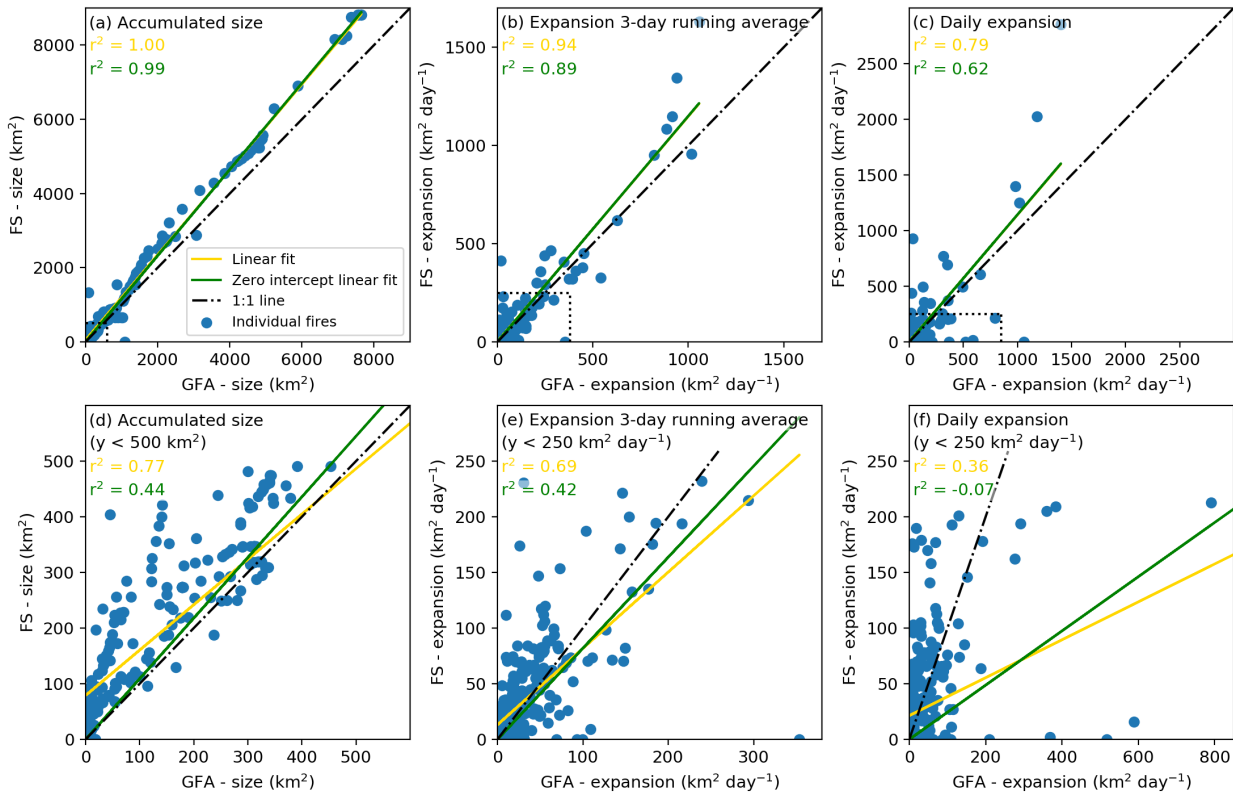 (a) Accumulated size
r² = 1.00
r² = 0.99
FS - size (km²)
8000
6000
4000
2000
0
0 2000 4000 6000 8000
GFA - size (km²)
Linear fit
Zero intercept linear fit
1:1 line
Individual fires
(b) Expansion 3-day running average
r² = 0.94
r² = 0.89
FS - expansion (km² day⁻¹)
1500
1000
500
0
0 500 1000 1500
GFA - expansion (km² day⁻¹)
(c) Daily expansion
r² = 0.79
r² = 0.62
FS - expansion (km² day⁻¹)
2500
2000
1500
1000
500
0
0 500 1000 1500 2000 2500
GFA - expansion (km² day⁻¹)
(d) Accumulated size
(y < 500 km²)
r² = 0.77
r² = 0.44
FS - size (km²)
500
400
300
200
100
0
0 100 200 300 400 500
GFA - size (km²)
(e) Expansion 3-day running average
(y < 250 km² day⁻¹)
r² = 0.69
r² = 0.42
FS - expansion (km² day⁻¹)
250
200
150
100
50
0
0 100 200 300
GFA - expansion (km² day⁻¹)
(f) Daily expansion
(y < 250 km² day⁻¹)
r² = 0.36
r² = -0.07
FS - expansion (km² day⁻¹)
250
200
150
100
50
0
0 200 400 600 800
GFA - expansion (km² day⁻¹)